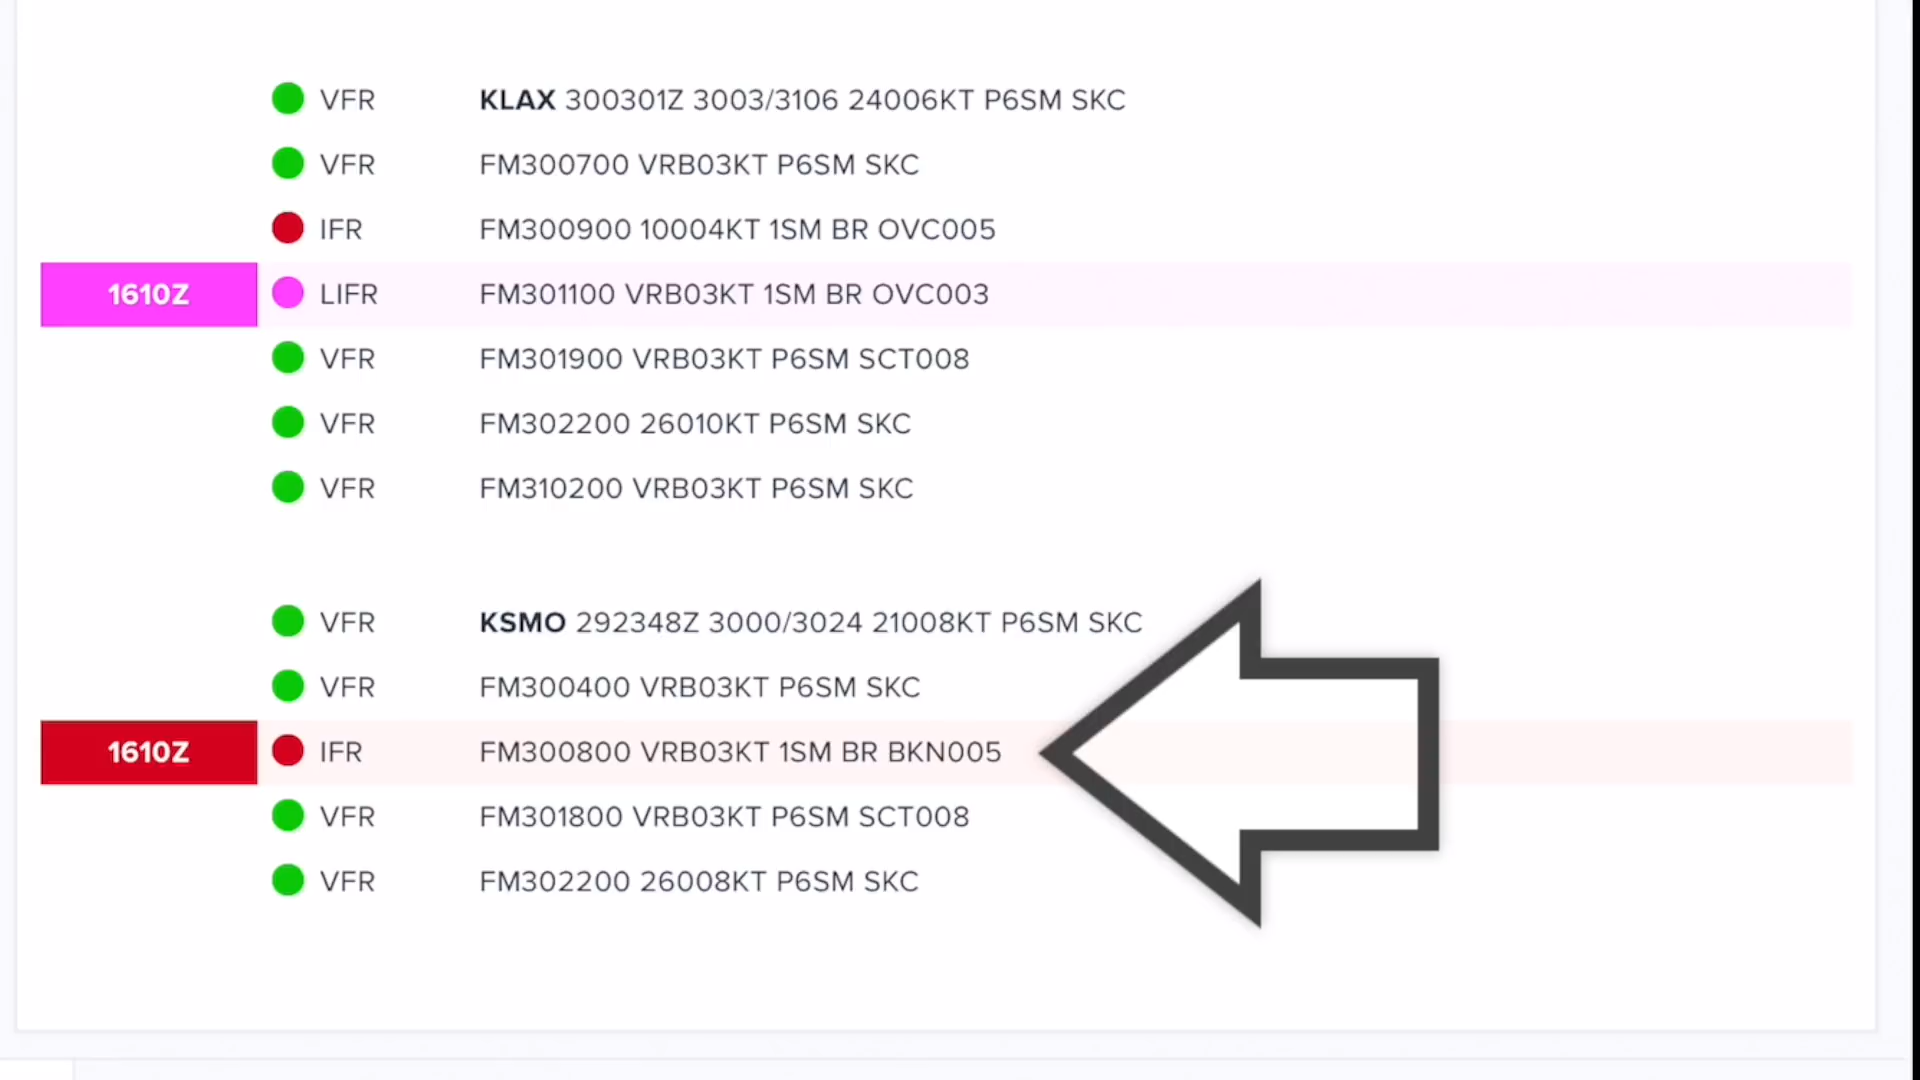 VFR KLAX 300301Z 3003/3106 24006KT P6SM SKC
VFR FM300700 VRB03KT P6SM SKC
IFR FM300900 10004KT 1SM BR OVC005
1610Z LIFR FM301100 VRB03KT 1SM BR OVC003
VFR FM301900 VRB03KT P6SM SCT008
VFR FM302200 26010KT P6SM SKC
VFR FM310200 VRB03KT P6SM SKC
VFR KSMO 292348Z 3000/3024 21008KT P6SM SKC
VFR FM300400 VRB03KT P6SM SKC
1610Z IFR FM300800 VRB03KT 1SM BR BKN005
VFR FM301800 VRB03KT P6SM SCT008
VFR FM302200 26008KT P6SM SKC